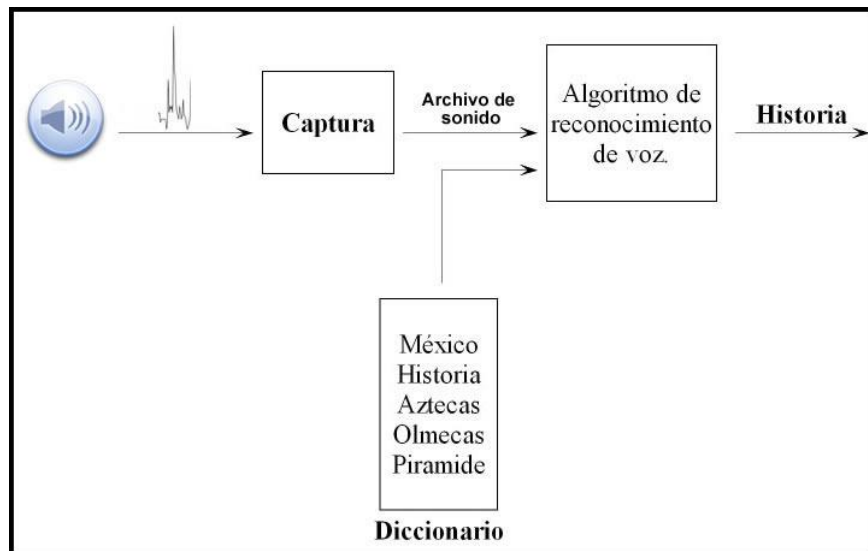 Captura
Archivo de
sonido
Algoritmo de
reconocimiento
de voz.
Historia
México
Historia
Aztecas
Olmecas
Piramide
Diccionario